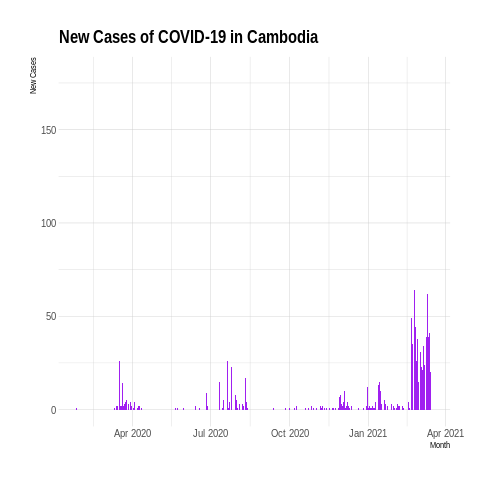 New Cases of COVID-19 in Cambodia
New Cases
150
100
50
0
Apr 2020 Jul 2020 Oct 2020 Jan 2021 Apr 2021
Month